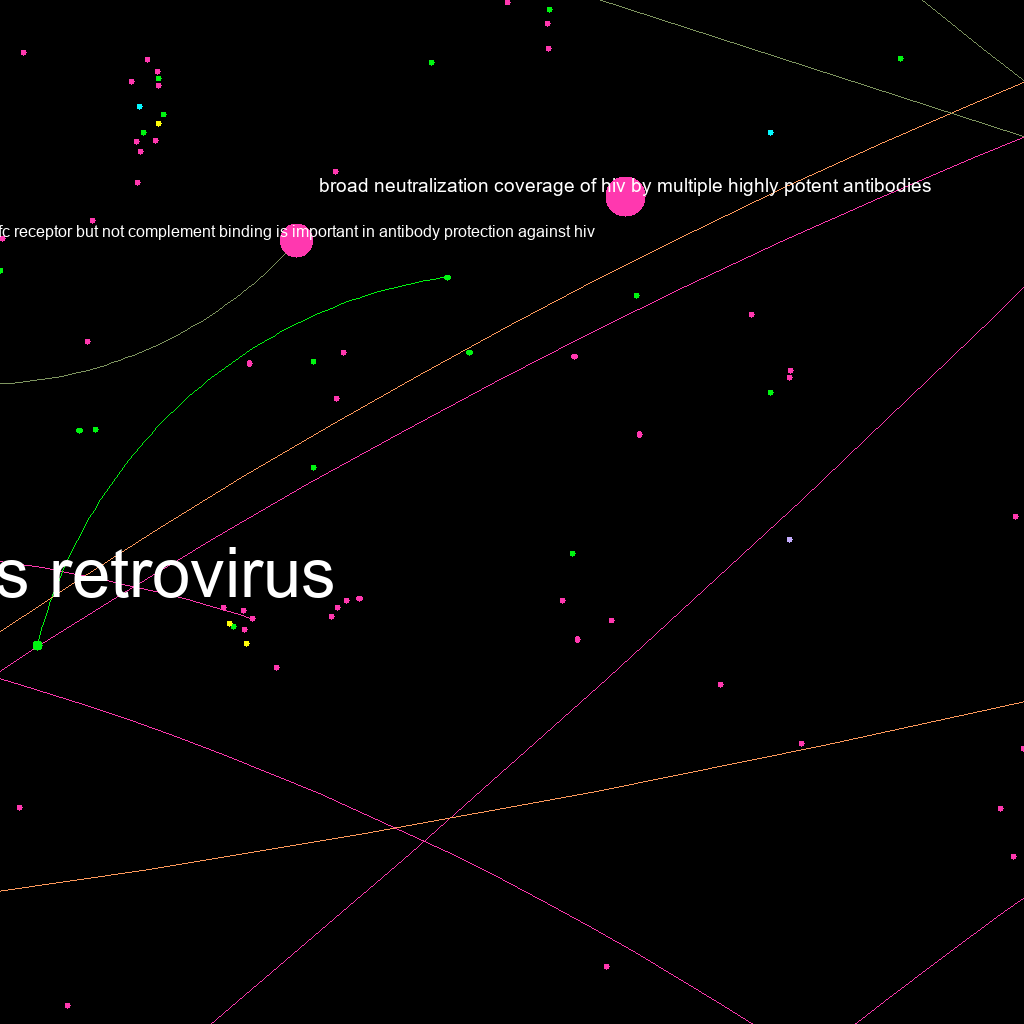 broad neutralization coverage of hiv by multiple highly potent antibodies
fc receptor but not complement binding is important in antibody protection against hiv
s retrovirus